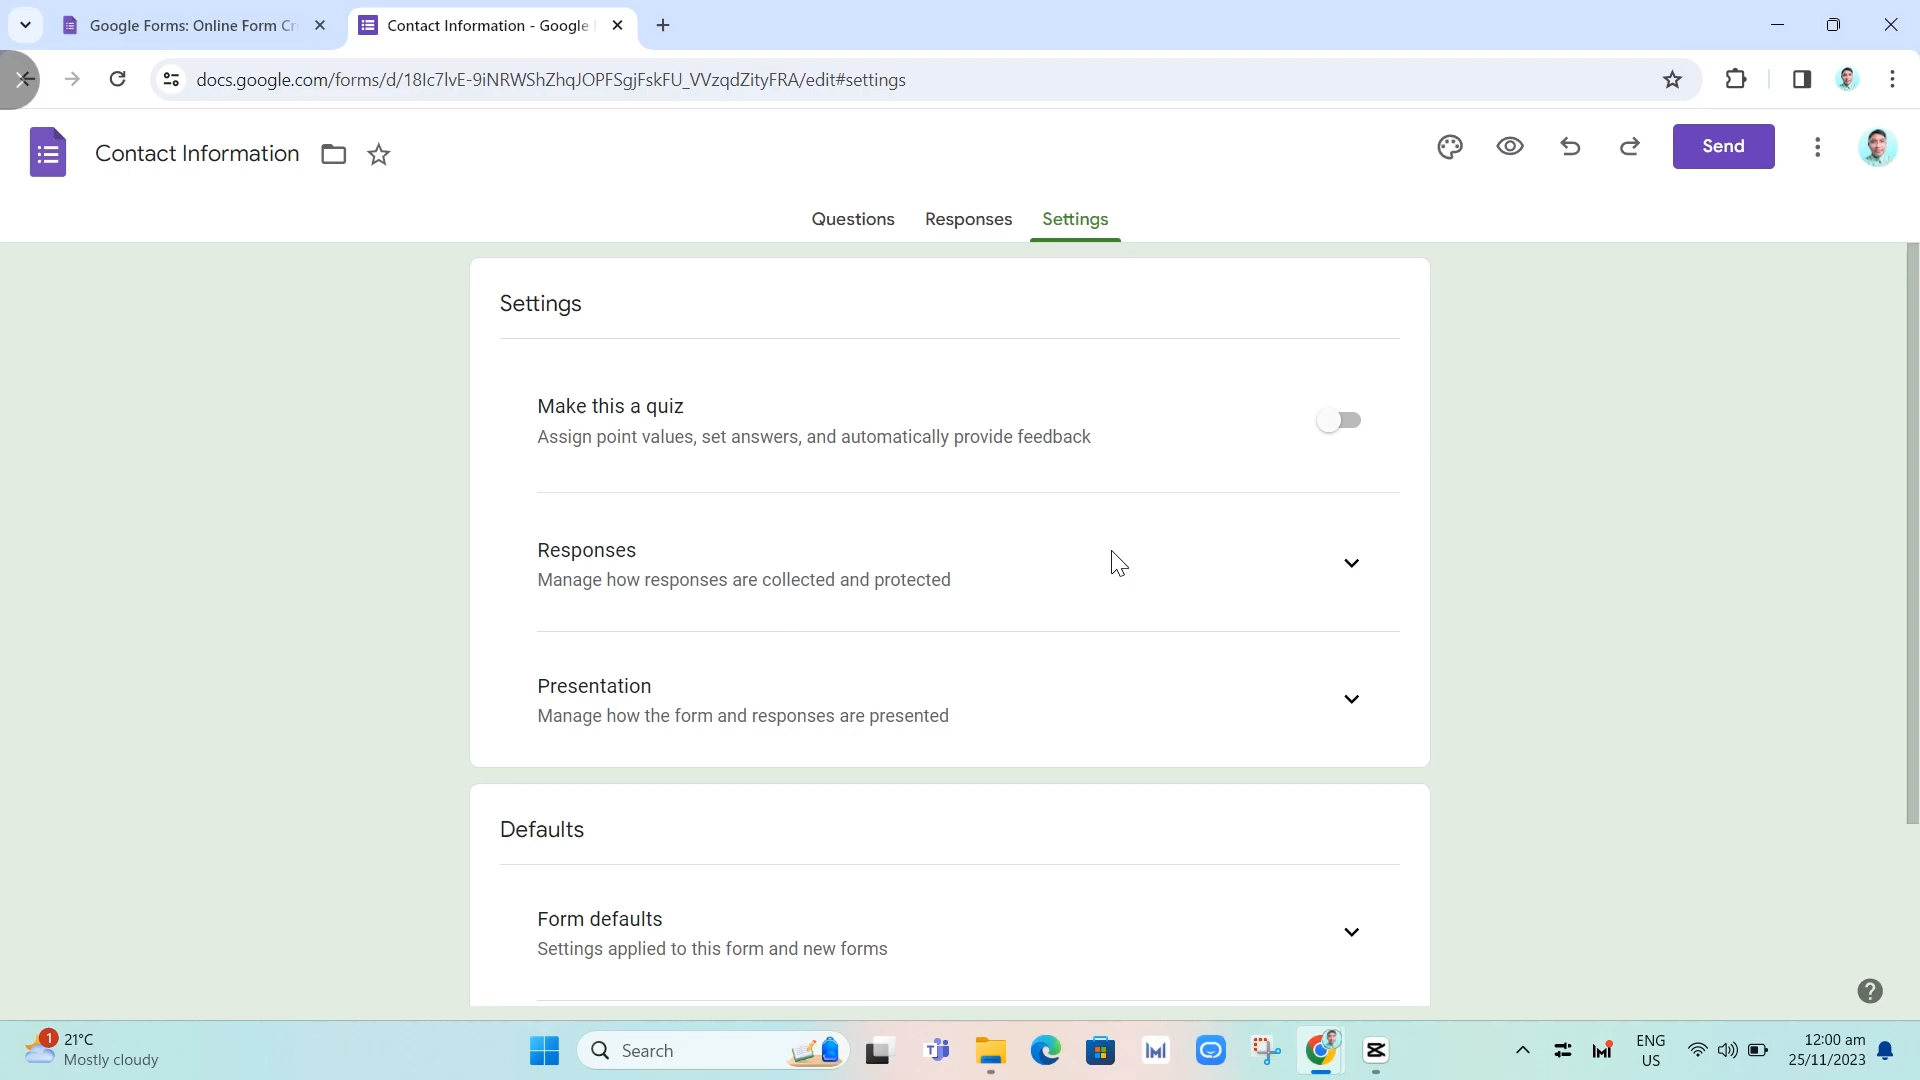 Google Forms: Online Form Cr
Contact Information - Google
docs.google.com/forms/d/18Ic7lvE-9iNRWShZhqJOPFSgjFskFU_VVzqdZityFRA/edit#settings
Contact Information
Send
Questions
Responses
Settings
Settings
Make this a quiz
Assign point values, set answers, and automatically provide feedback
Responses
Manage how responses are collected and protected
Presentation
Manage how the form and responses are presented
Defaults
Form defaults
Settings applied to this form and new forms
1
21°C
Mostly cloudy
Search
ENG
US
12:00 am
25/11/2023